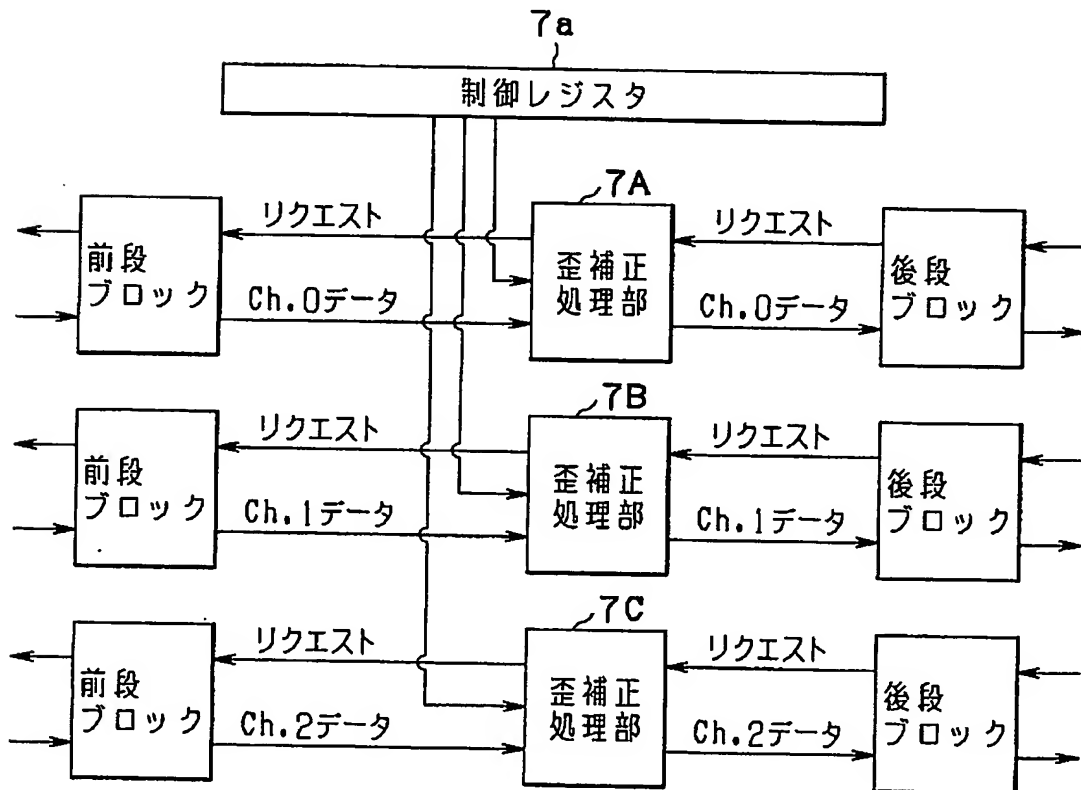 7a
制御レジスタ
7A
前段
ブロック
リクエスト
Ch.0データ
歪補正
処理部
リクエスト
Ch.0データ
後段
ブロック
7B
前段
ブロック
リクエスト
Ch.1データ
歪補正
処理部
リクエスト
Ch.1データ
後段
ブロック
7C
前段
ブロック
リクエスト
Ch.2データ
歪補正
処理部
リクエスト
Ch.2データ
後段
ブロック